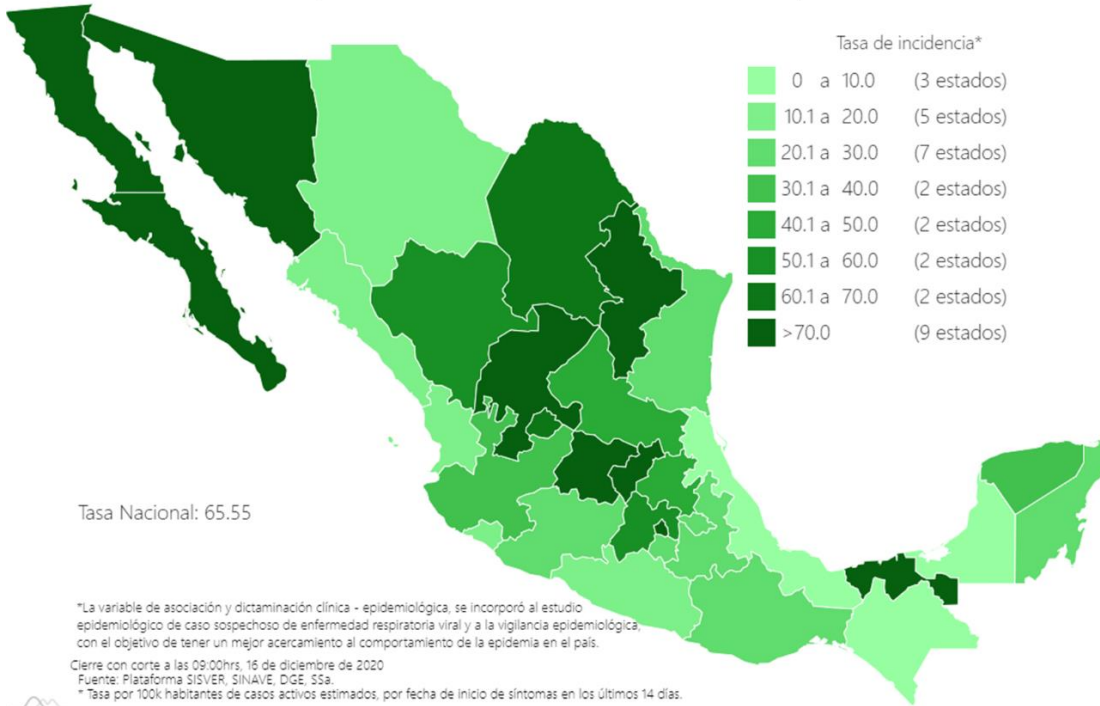 Tasa de incidencia*
0 a 10.0 (3 estados)
10.1 a 20.0 (5 estados)
20.1 a 30.0 (7 estados)
30.1 a 40.0 (2 estados)
40.1 a 50.0 (2 estados)
50.1 a 60.0 (2 estados)
60.1 a 70.0 (2 estados)
>70.0 (9 estados)
Tasa Nacional: 65.55
*La variable de asociación y dictaminación clínica - epidemiológica, se incorporó al estudio
epidemiológico de caso sospechoso de enfermedad respiratoria viral y a la vigilancia epidemiológica,
con el objetivo de tener un mejor acercamiento al comportamiento de la epidemia en el país.
Cierre con corte a las 09:00hrs, 16 de diciembre de 2020
Fuente: Plataforma SISVER, SINAVE, DGE, SSa.
* Tasa por 100k habitantes de casos activos estimados, por fecha de inicio de síntomas en los últimos 14 días.